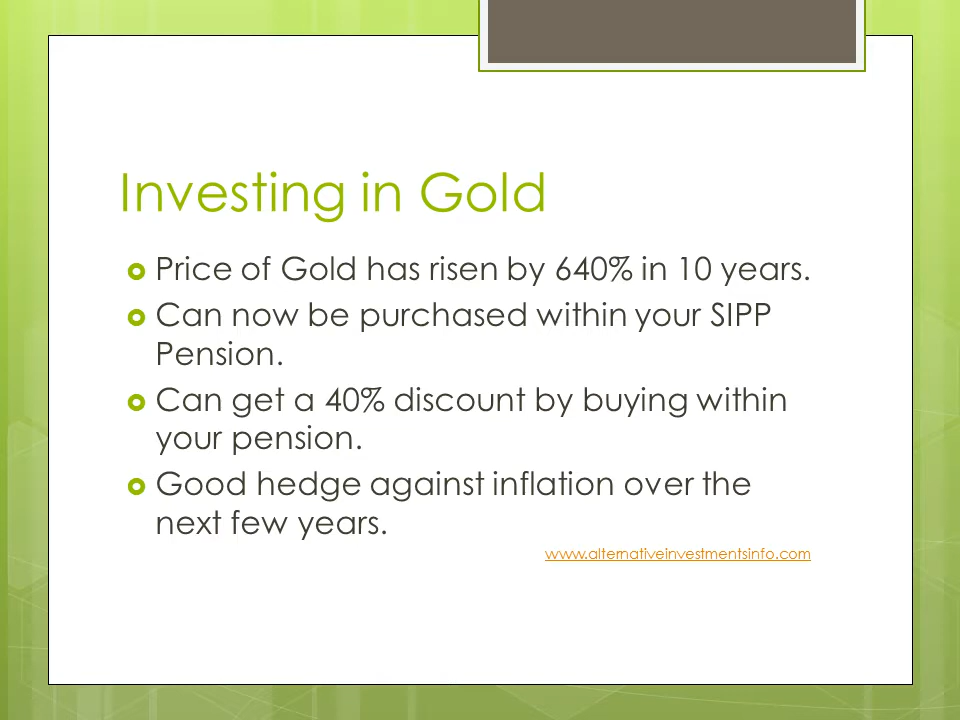 Investing in Gold
Price of Gold has risen by 640% in 10 years.
Can now be purchased within your SIPP
Pension.
Can get a 40% discount by buying within
your pension.
Good hedge against inflation over the
next few years.
www.alternativeinvestmentsinfo.com